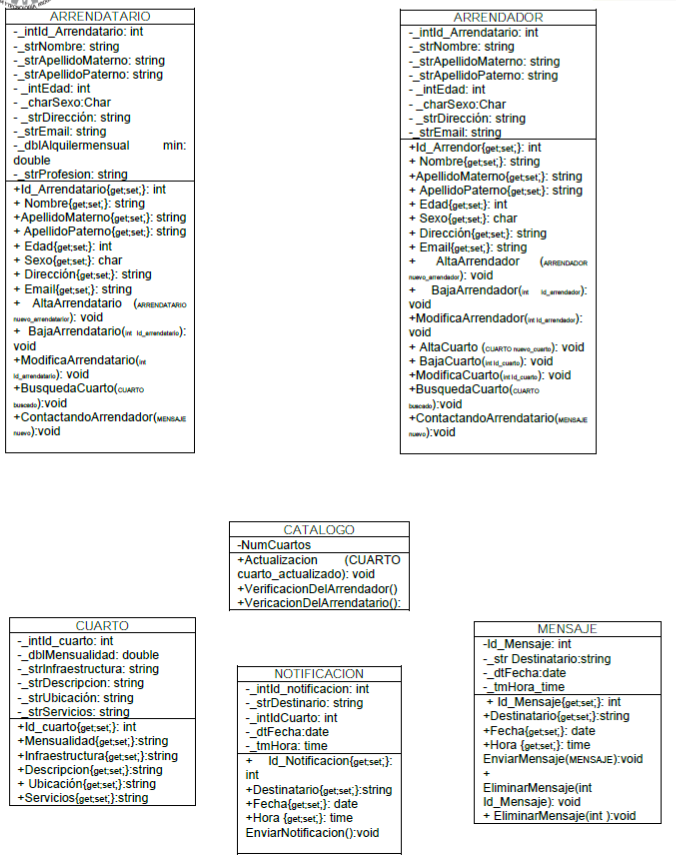 ARRENDATARIO
- _intId_Arrendatario: int
- _strNombre: string
- _strApellidoMaterno: string
- _strApellidoPaterno: string
- _intEdad: int
- _charSexo:Char
- _strDirección: string
- _strEmail: string
-_dblAlquilermensual min:
double
- _strProfesion: string
+Id_Arrendatario{get;set;}: int
+ Nombre{get;set;}: string
+ApellidoMaterno{get;set;}: string
+ ApellidoPaterno{get;set;}: string
+ Edad{get;set;}: int
+ Sexo{get;set;}: char
+ Dirección{get;set;}: string
+ Email{get;set;}: string
+ AltaArrendatario (ARRENDATARIO
nuevo_arrendatarior): void
+ BajaArrendatario(int Id_arrendatario):
void
+ModificaArrendatario(int
Id_arrendatario): void
+BusquedaCuarto(CUARTO
buscado):void
+ContactandoArrendador(MENSAJE
nuevo):void
ARRENDADOR
- _intId_Arrendatario: int
- _strNombre: string
- _strApellidoMaterno: string
- _strApellidoPaterno: string
- _intEdad: int
- _charSexo:Char
- _strDirección: string
- _strEmail: string
+Id_Arrendor{get;set;}: int
+ Nombre{get;set;}: string
+ApellidoMaterno{get;set;}: string
+ ApellidoPaterno{get;set;}: string
+ Edad{get;set;}: int
+ Sexo{get;set;}: char
+ Dirección{get;set;}: string
+ Email{get;set;}: string
+ AltaArrendador (ARRENDADOR
nuevo_arrendador): void
+ BajaArrendador(int Id_arrendador):
void
+ModificaArrendador(int Id_arrendador):
void
+ AltaCuarto (CUARTO nuevo_cuarto): void
+ BajaCuarto(int Id_cuarto): void
+ModificaCuarto(int Id_cuarto): void
+BusquedaCuarto(CUARTO
buscado):void
+ContactandoArrendatario(MENSAJE
nuevo):void
CATALOGO
-NumCuartos
+Actualizacion (CUARTO
cuarto_actualizado): void
+VerificacionDelArrendador()
+VericacionDelArrendatario():
CUARTO
- _intId_cuarto: int
- _dblMensualidad: double
- _strInfraestructura: string
- _strDescripcion: string
- _strUbicación: string
- _strServicios: string
+Id_cuarto{get;set;}: int
+Mensualidad{get;set;}:string
+Infraestructura{get;set;}:string
+Descripcion{get;set;}:string
+ Ubicación{get;set;}:string
+Servicios{get;set;}:string
NOTIFICACION
- _intId_notificacion: int
- _strDestinario: string
- _intIdCuarto: int
- _dtFecha:date
-_tmHora: time
+ Id_Notificacion{get;set;}:
int
+Destinatario{get;set;}:string
+Fecha{get;set;}: date
+Hora {get;set;}: time
EnviarNotificacion():void
MENSAJE
-Id_Mensaje: int
-_str Destinatario:string
-_dtFecha:date
-_tmHora_time
+ Id_Mensaje{get;set;}: int
+Destinatario{get;set;}:string
+Fecha{get;set;}: date
+Hora {get;set;}: time
EnviarMensaje(MENSAJE):void
+
EliminarMensaje(int
Id_Mensaje): void
+ EliminarMensaje(int ):void